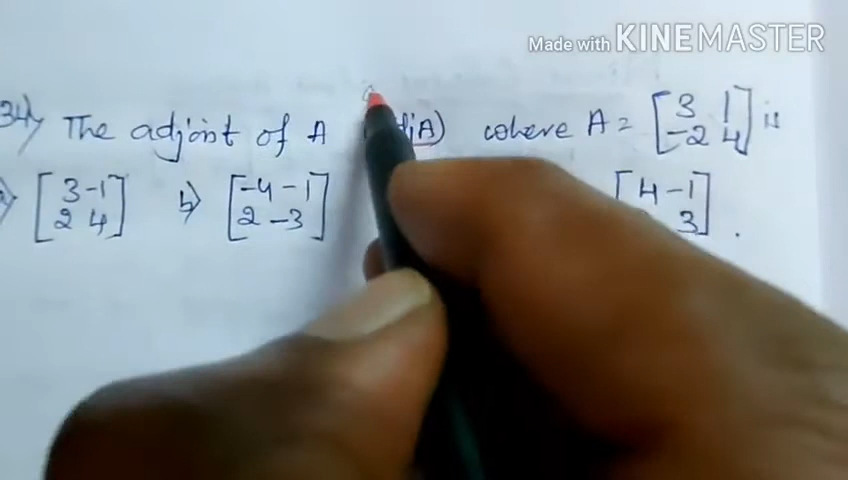 Made with KINEMASTER
34) The adjoint of A djA) where A = [3 1 is
-2 4]
[3 -1 b) [-4 -1 [4 -1
2 4] 2 -3] 3] .